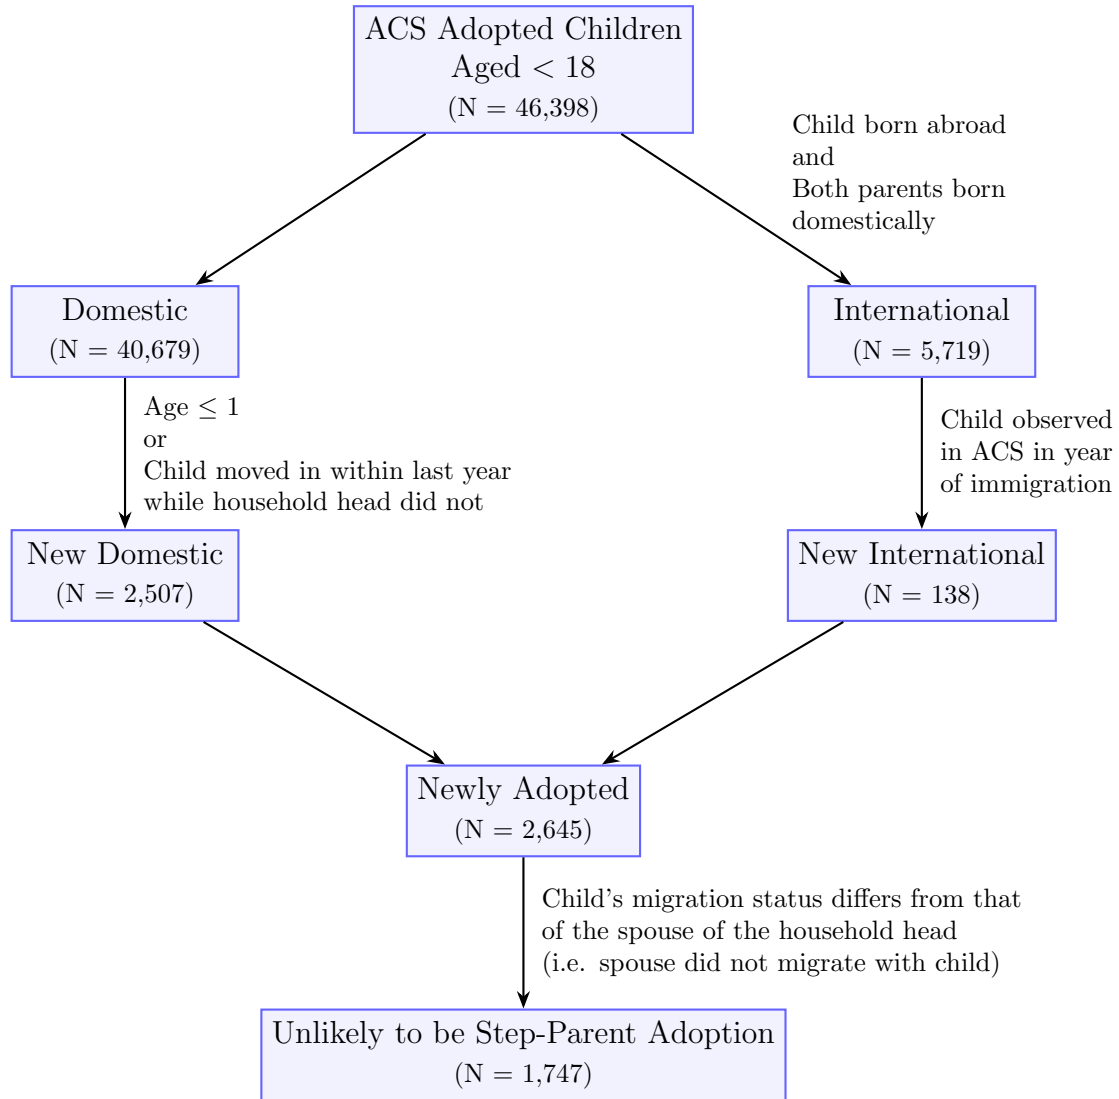 ACS Adopted Children
Aged < 18
(N = 46,398)
Child born abroad
and
Both parents born
domestically
Domestic
(N = 40,679)
International
(N = 5,719)
Age ≤ 1
or
Child moved in within last year
while household head did not
Child observed
in ACS in year
of immigration
New Domestic
(N = 2,507)
New International
(N = 138)
Newly Adopted
(N = 2,645)
Child's migration status differs from that
of the spouse of the household head
(i.e. spouse did not migrate with child)
Unlikely to be Step-Parent Adoption
(N = 1,747)